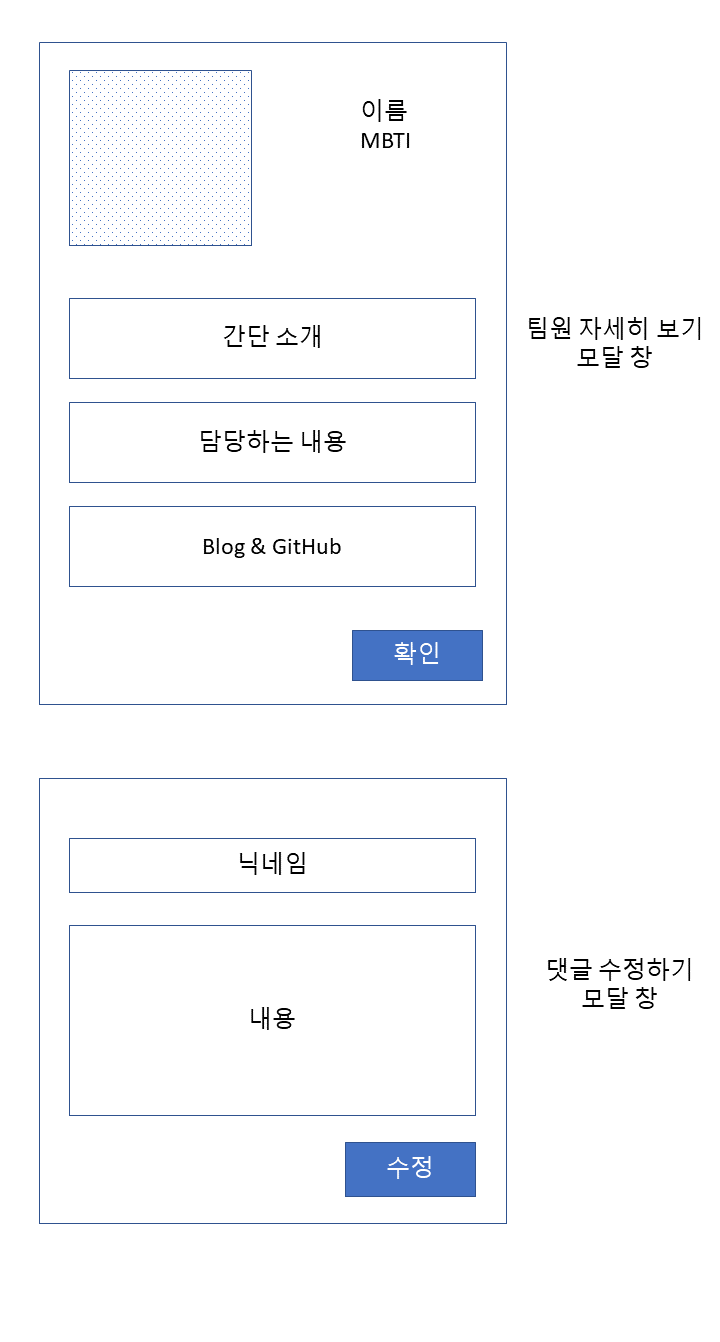 이름
MBTI
간단 소개
팀원 자세히 보기
모달 창
담당하는 내용
Blog & GitHub
확인
닉네임
내용
댓글 수정하기
모달 창
수정